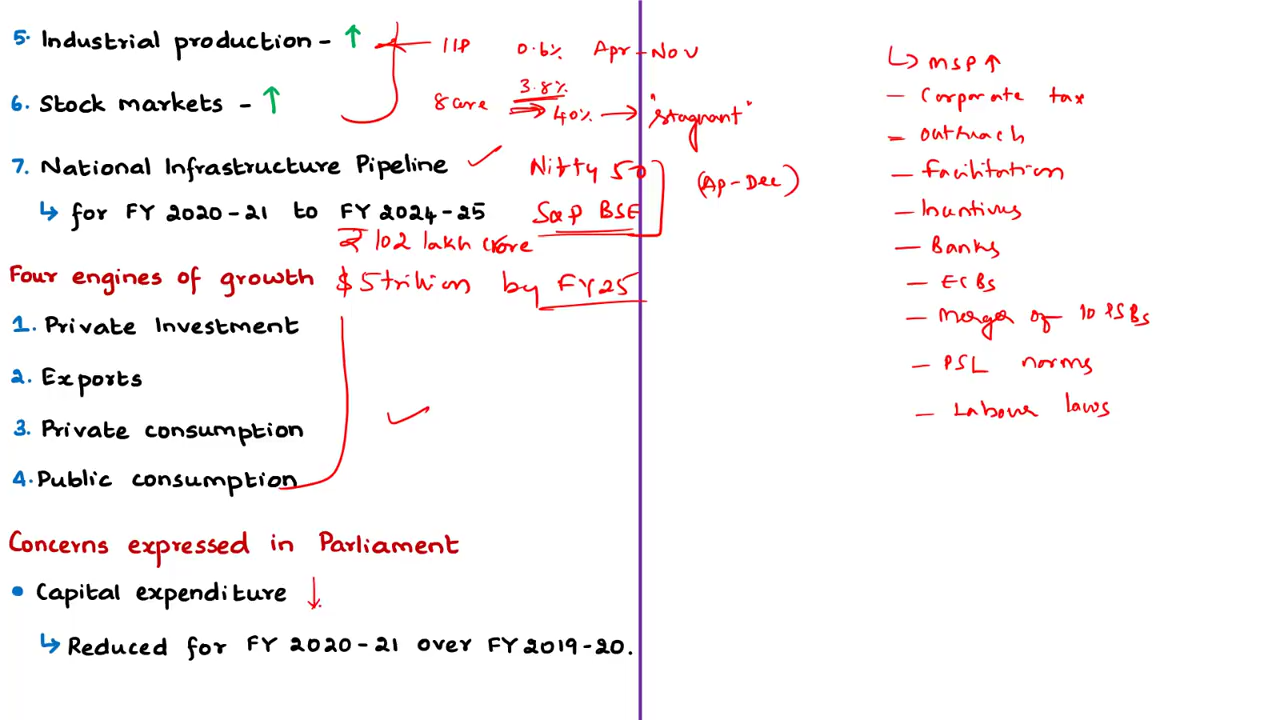 5. Industrial production - ↑ IIP 0.6% Apr - Nov
3.8%
6. Stock markets - ↑ 8 core 40% → "stagnant"
7. National Infrastructure Pipeline ✓ Nifty 50
(Ap - Dec)
↳ for FY 2020-21 to FY 2024-25 S&P BSE
₹ 102 lakh crore
Four engines of growth $5 trillion by FY25
1. Private Investment
2. Exports
3. Private consumption
4. Public consumption
Concerns expressed in Parliament
• Capital expenditure ↓
↳ Reduced for FY 2020-21 over FY 2019-20.
↳ MSP ↑
- Corporate tax
- Outreach
- Facilitation
- Incentives
- Banks
- ECBs
- Merger of 10 PSBs
- PSL norms
- Labour laws